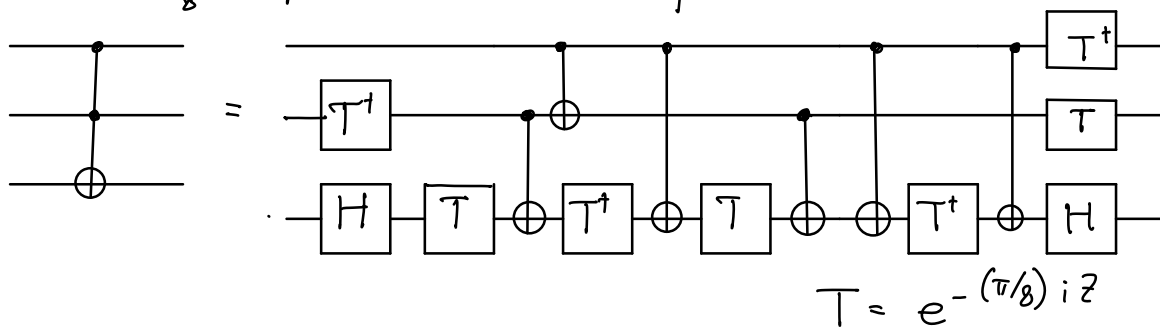 T†
= T† T
H T T† T T† H
T = e^-(π/8) i Z